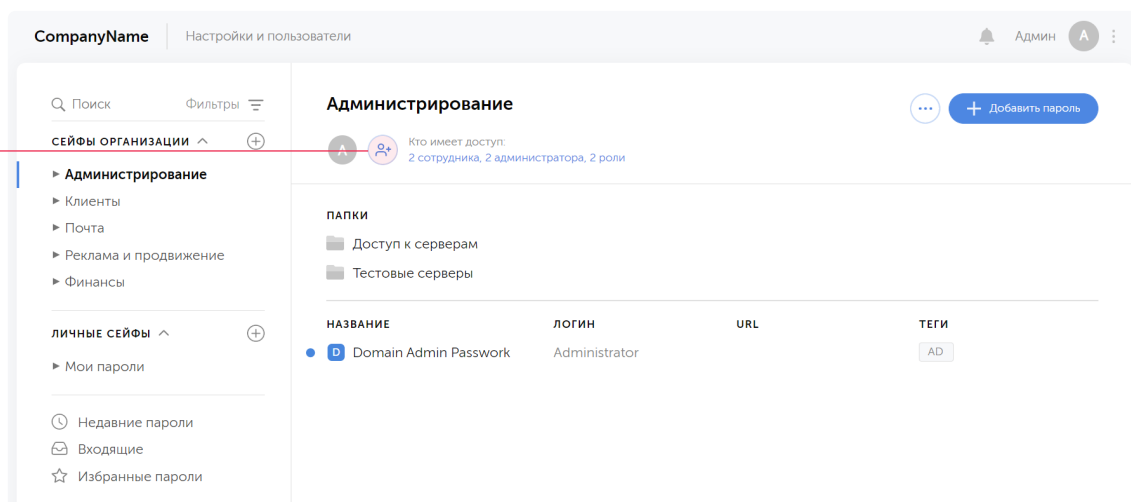 CompanyName
Настройки и пользователи
Админ
А
Поиск
Фильтры
СЕЙФЫ ОРГАНИЗАЦИИ
Администрирование
Клиенты
Почта
Реклама и продвижение
Финансы
ЛИЧНЫЕ СЕЙФЫ
Мои пароли
Недавние пароли
Входящие
Избранные пароли
Администрирование
Добавить пароль
А
Кто имеет доступ:
2 сотрудника, 2 администратора, 2 роли
ПАПКИ
Доступ к серверам
Тестовые серверы
НАЗВАНИЕ ЛОГИН URL ТЕГИ
D Domain Admin Passwork Administrator AD